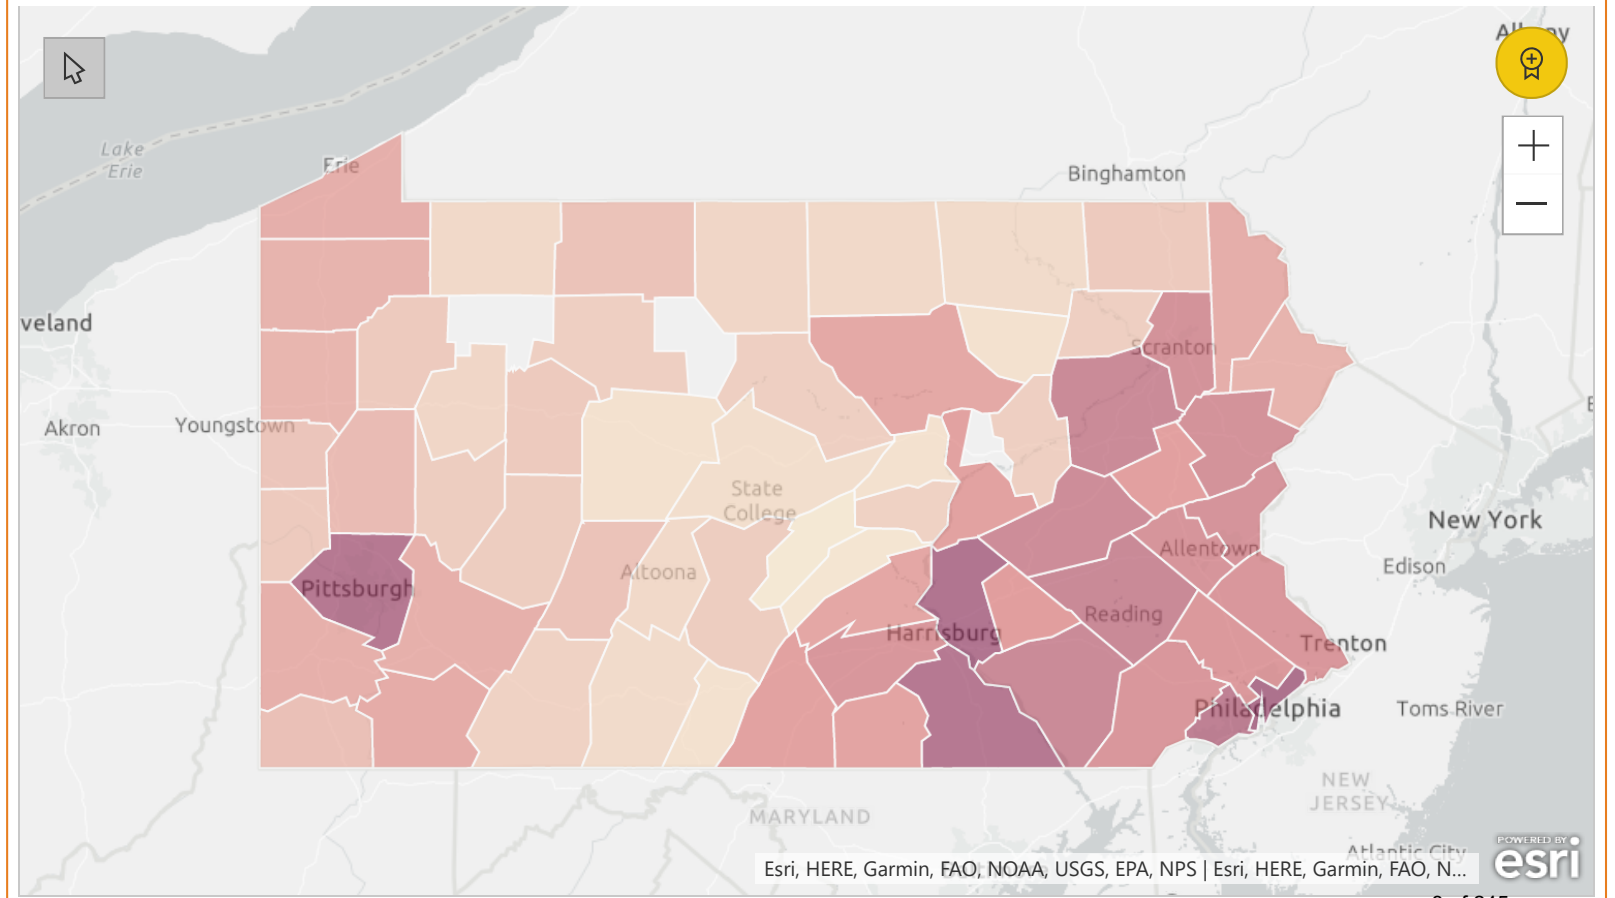 Albany
Lake
Erie
Erie
Binghamton
veland
Scranton
Akron
Youngstown
State
College
New York
Allentown
Edison
Pittsburgh
Altoona
Reading
Harrisburg
Trenton
Philadelphia
Toms River
NEW
JERSEY
MARYLAND
Atlantic City
POWERED BY
esri
Esri, HERE, Garmin, FAO, NOAA, USGS, EPA, NPS | Esri, HERE, Garmin, FAO, N...